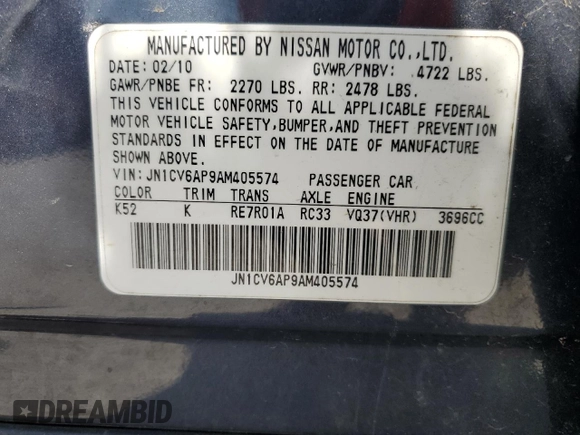 MANUFACTURED BY NISSAN MOTOR CO.,LTD.
DATE: 02/10 GVWR/PNBV: 4722 LBS.
GAWR/PNBE FR: 2270 LBS. RR: 2478 LBS.
THIS VEHICLE CONFORMS TO ALL APPLICABLE FEDERAL
MOTOR VEHICLE SAFETY,BUMPER,AND THEFT PREVENTION
STANDARDS IN EFFECT ON THE DATE OF MANUFACTURE
SHOWN ABOVE.
VIN: JN1CV6AP9AM405574 PASSENGER CAR
COLOR TRIM TRANS AXLE ENGINE
K52 K RE7R01A RC33 VQ37(VHR) 3696CC
JN1CV6AP9AM405574
DREAMBID